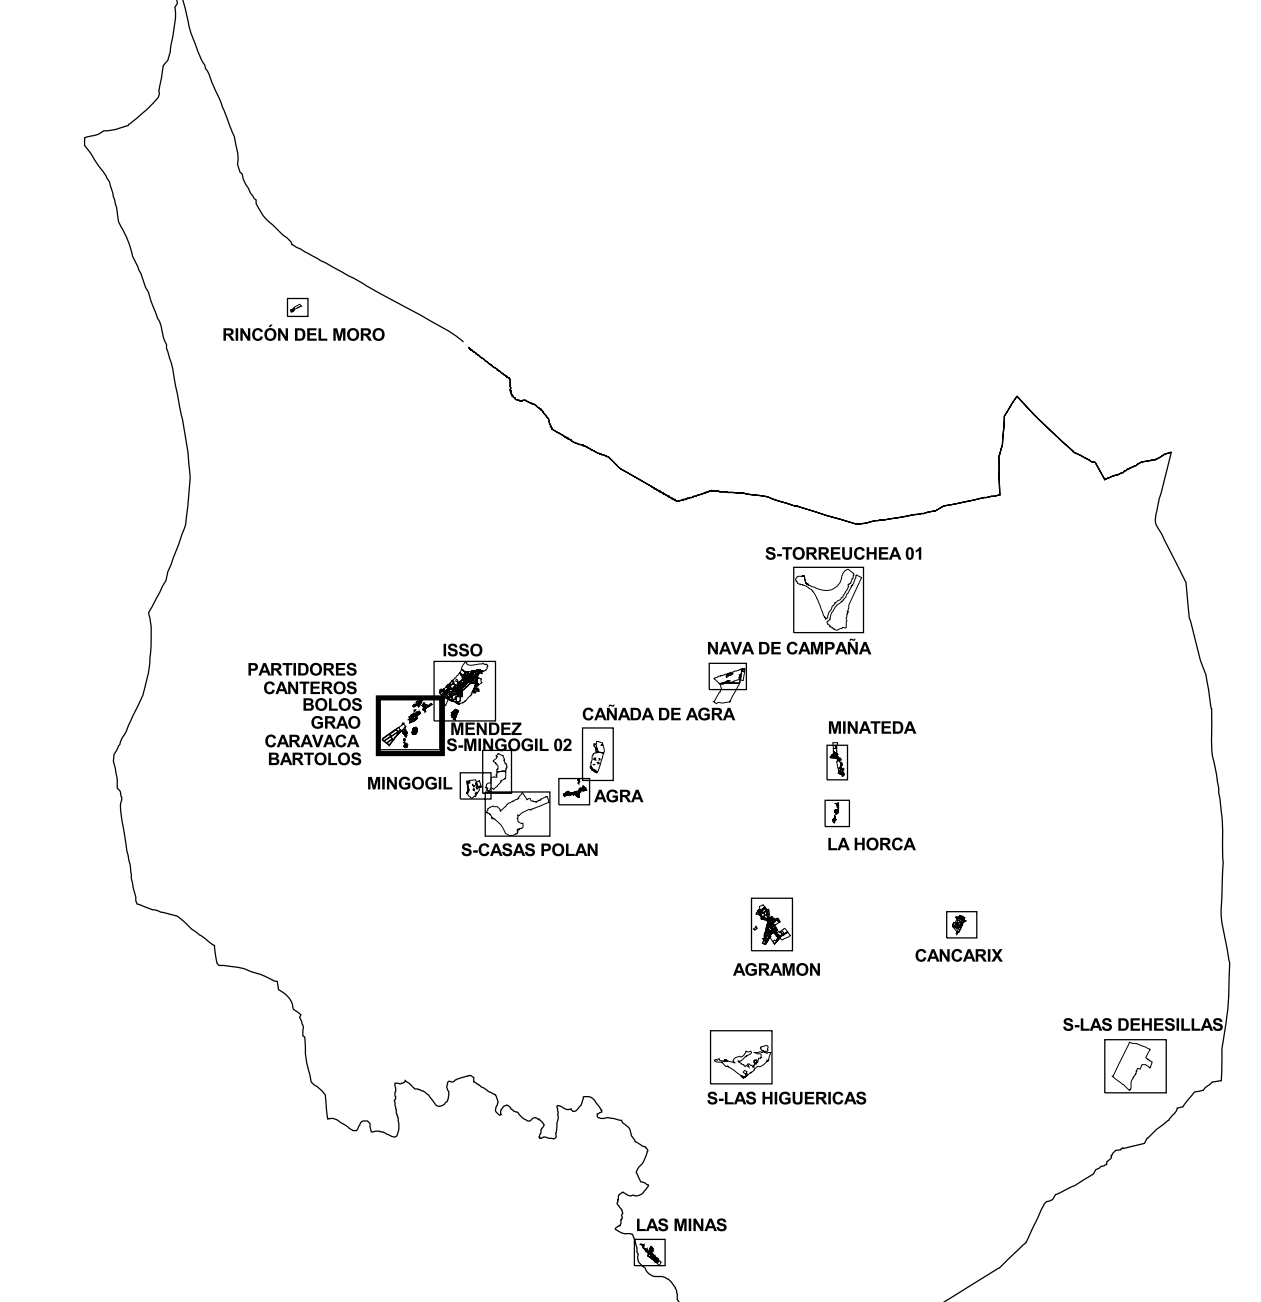 RINCÓN DEL MORO
S-TORREUCHEA 01
NAVA DE CAMPAÑA
ISSO
PARTIDORES
CANTEROS
BOLOS
GRAO
CARAVACA
BARTOLOS
MENDEZ
S-MINGOGIL 02
CAÑADA DE AGRA
MINATEDA
MINGOGIL
AGRA
S-CASAS POLAN
LA HORCA
AGRAMON
CANCARIX
S-LAS DEHESILLAS
S-LAS HIGUERICAS
LAS MINAS